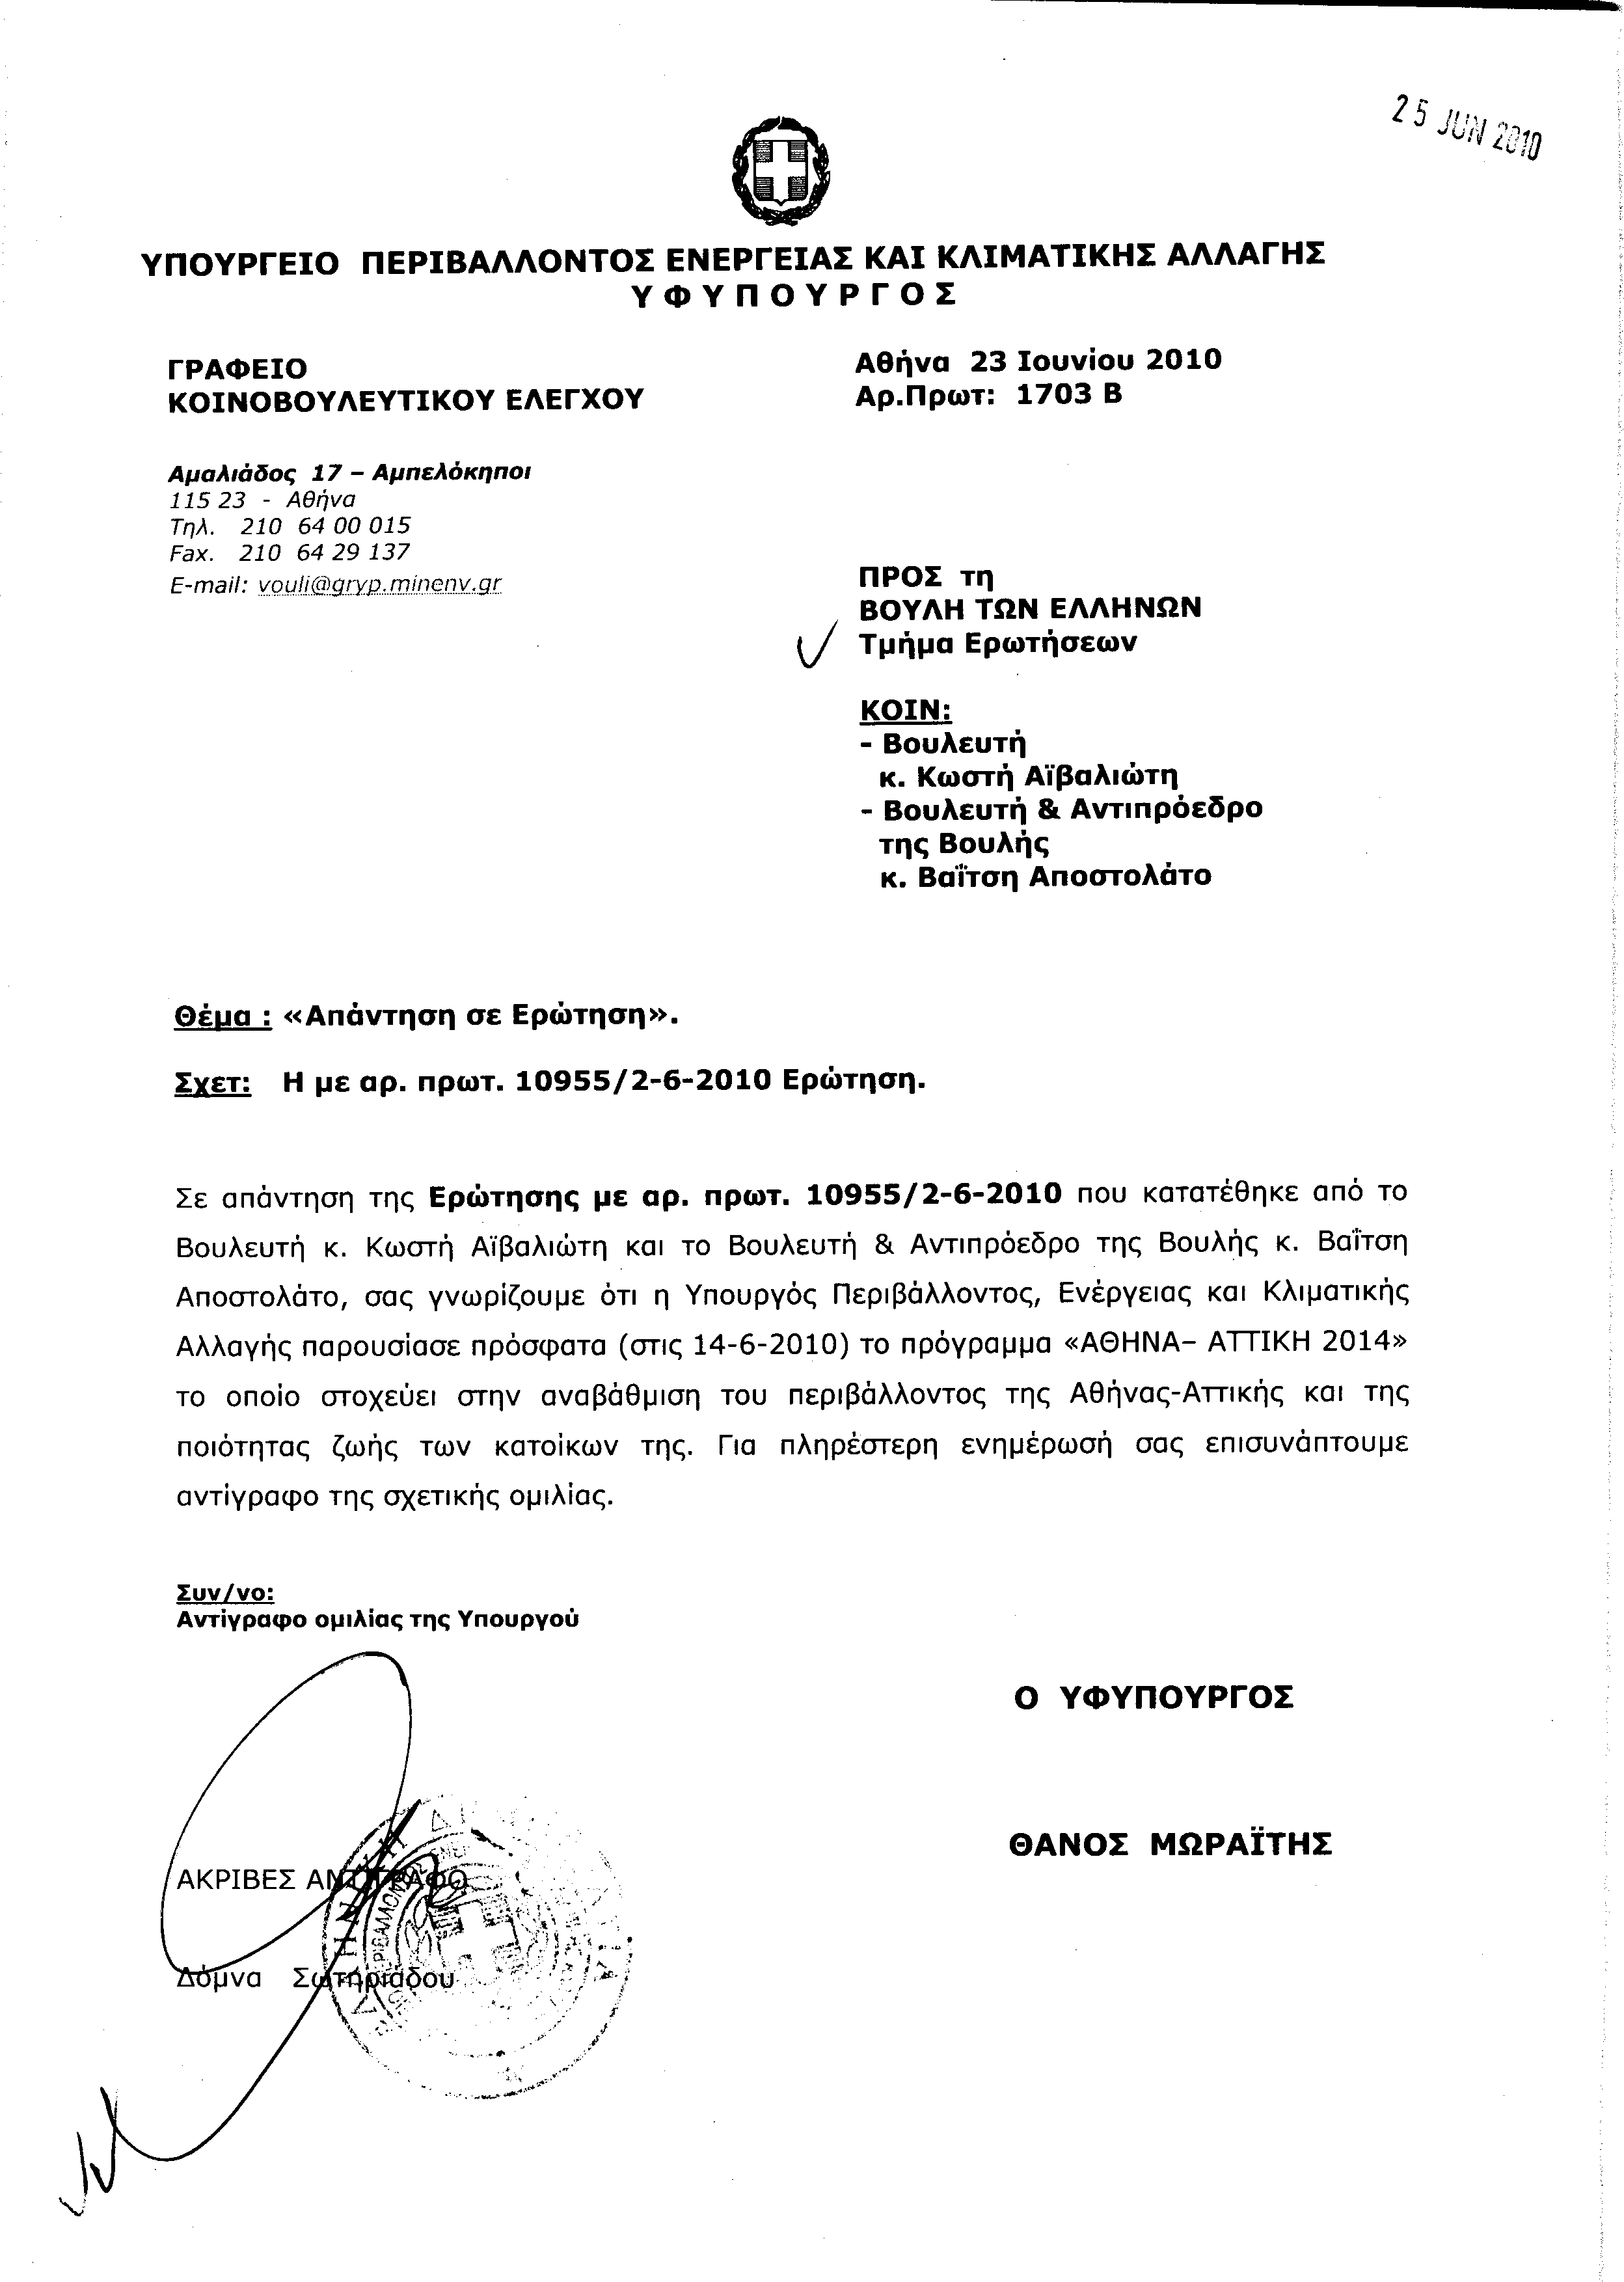 25 JUN 2010
ΥΠΟΥΡΓΕΙΟ ΠΕΡΙΒΑΛΛΟΝΤΟΣ ΕΝΕΡΓΕΙΑΣ ΚΑΙ ΚΛΙΜΑΤΙΚΗΣ ΑΛΛΑΓΗΣ
ΥΦΥΠΟΥΡΓΟΣ
ΓΡΑΦΕΙΟ
ΚΟΙΝΟΒΟΥΛΕΥΤΙΚΟΥ ΕΛΕΓΧΟΥ
Αθήνα 23 Ιουνίου 2010
Αρ.Πρωτ: 1703 Β
Αμαλιάδος 17 – Αμπελόκηποι
115 23 - Αθήνα
Τηλ. 210 64 00 015
Fax. 210 64 29 137
E-mail: vouli@gryp.minenv.gr
ΠΡΟΣ τη
ΒΟΥΛΗ ΤΩΝ ΕΛΛΗΝΩΝ
Τμήμα Ερωτήσεων
ΚΟΙΝ:
- Βουλευτή
κ. Κωστή Αϊβαλιώτη
- Βουλευτή & Αντιπρόεδρο
της Βουλής
κ. Βαΐτση Αποστολάτο
Θέμα : «Απάντηση σε Ερώτηση».
Σχετ: Η με αρ. πρωτ. 10955/2-6-2010 Ερώτηση.
Σε απάντηση της Ερώτησης με αρ. πρωτ. 10955/2-6-2010 που κατατέθηκε από το
Βουλευτή κ. Κωστή Αϊβαλιώτη και το Βουλευτή & Αντιπρόεδρο της Βουλής κ. Βαΐτση
Αποστολάτο, σας γνωρίζουμε ότι η Υπουργός Περιβάλλοντος, Ενέργειας και Κλιματικής
Αλλαγής παρουσίασε πρόσφατα (στις 14-6-2010) το πρόγραμμα «ΑΘΗΝΑ– ΑΤΤΙΚΗ 2014»
το οποίο στοχεύει στην αναβάθμιση του περιβάλλοντος της Αθήνας-Αττικής και της
ποιότητας ζωής των κατοίκων της. Για πληρέστερη ενημέρωσή σας επισυνάπτουμε
αντίγραφο της σχετικής ομιλίας.
Συν/νο:
Αντίγραφο ομιλίας της Υπουργού
Ο ΥΦΥΠΟΥΡΓΟΣ
ΘΑΝΟΣ ΜΩΡΑΪΤΗΣ
ΑΚΡΙΒΕΣ ΑΝΤΙΓΡΑΦΟ
Δόμνα Σωτηριάδου